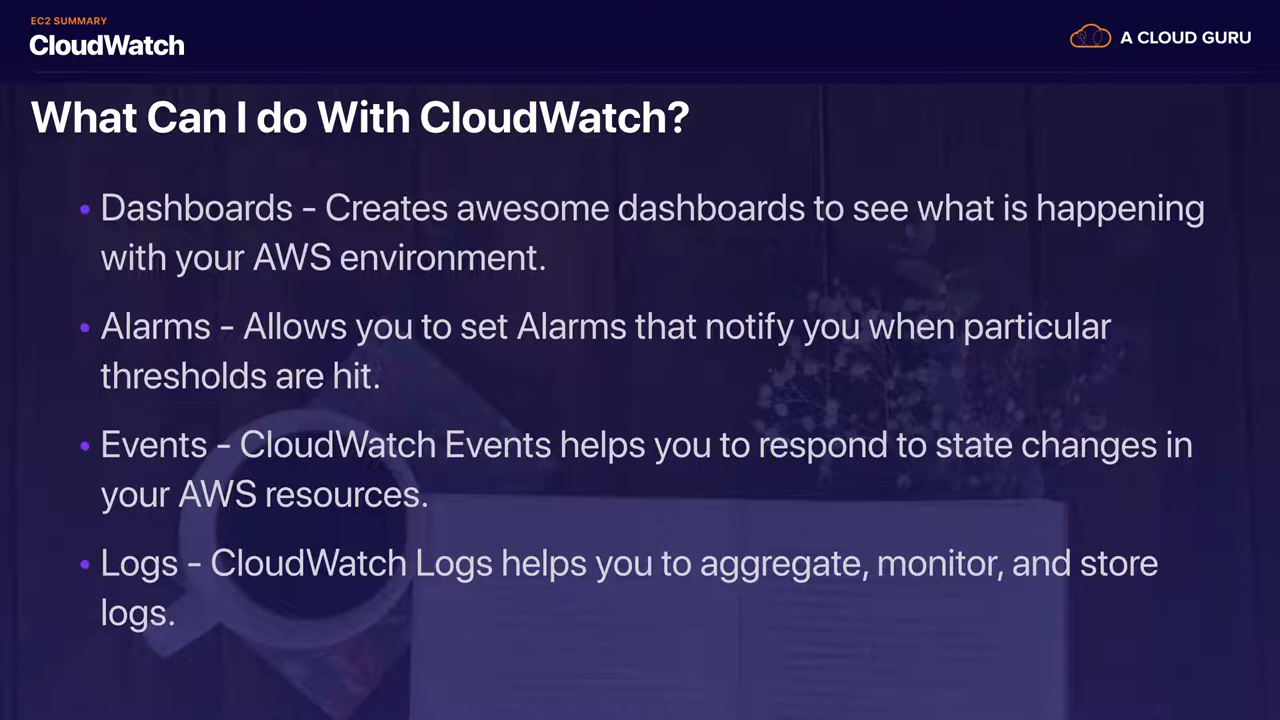 EC2 SUMMARY
CloudWatch
A CLOUD GURU
What Can I do With CloudWatch?
• Dashboards - Creates awesome dashboards to see what is happening
with your AWS environment.
• Alarms - Allows you to set Alarms that notify you when particular
thresholds are hit.
• Events - CloudWatch Events helps you to respond to state changes in
your AWS resources.
• Logs - CloudWatch Logs helps you to aggregate, monitor, and store
logs.